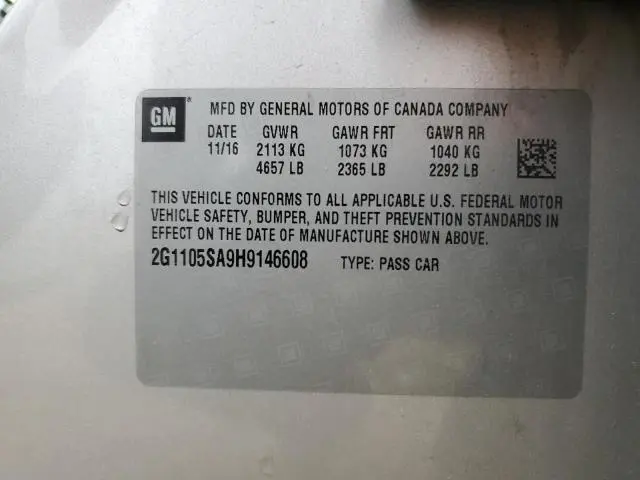 GM
MFD BY GENERAL MOTORS OF CANADA COMPANY
DATE GVWR GAWR FRT GAWR RR
11/16 2113 KG 1073 KG 1040 KG
4657 LB 2365 LB 2292 LB
THIS VEHICLE CONFORMS TO ALL APPLICABLE U.S. FEDERAL MOTOR
VEHICLE SAFETY, BUMPER, AND THEFT PREVENTION STANDARDS IN
EFFECT ON THE DATE OF MANUFACTURE SHOWN ABOVE.
2G1105SA9H9146608 TYPE: PASS CAR